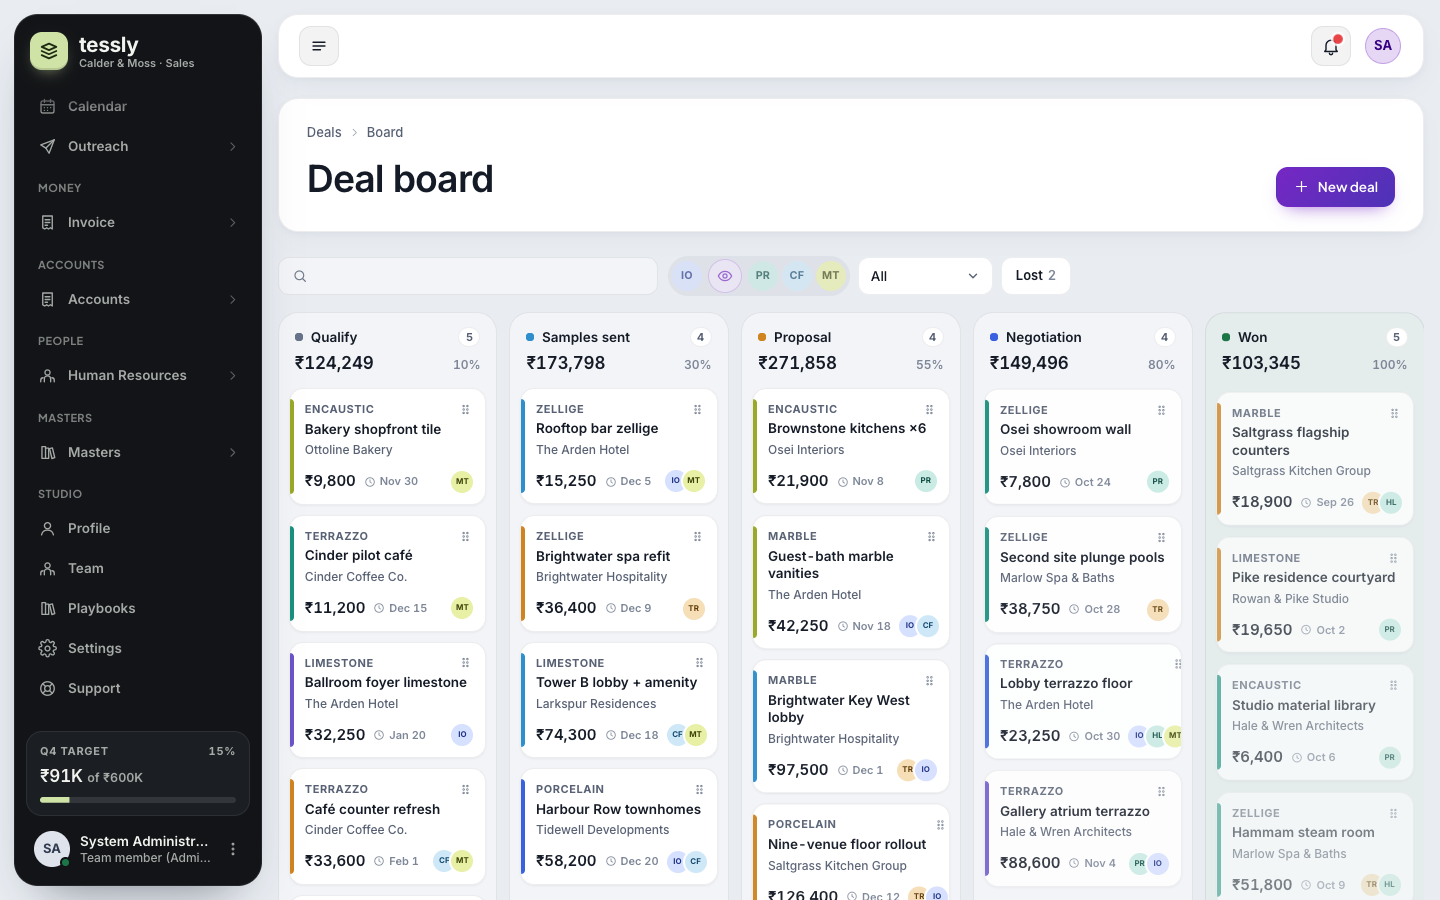 tessly
Calder & Moss · Sales
Calendar
Outreach
MONEY
Invoice
ACCOUNTS
Accounts
PEOPLE
Human Resources
MASTERS
Masters
STUDIO
Profile
Team
Playbooks
Settings
Support
Q4 TARGET 15%
₹91K of ₹600K
SA
System Administr...
Team member (Admi...
SA
Deals > Board
Deal board
+ New deal
IO PR CF MT
All
Lost 2
Qualify 5
₹124,249 10%
ENCAUSTIC
Bakery shopfront tile
Ottoline Bakery
₹9,800 Nov 30 MT
TERRAZZO
Cinder pilot café
Cinder Coffee Co.
₹11,200 Dec 15 MT
LIMESTONE
Ballroom foyer limestone
The Arden Hotel
₹32,250 Jan 20 IO
TERRAZZO
Café counter refresh
Cinder Coffee Co.
₹33,600 Feb 1 CF MT
Samples sent 4
₹173,798 30%
ZELLIGE
Rooftop bar zellige
The Arden Hotel
₹15,250 Dec 5 IO MT
ZELLIGE
Brightwater spa refit
Brightwater Hospitality
₹36,400 Dec 9 TR
LIMESTONE
Tower B lobby + amenity
Larkspur Residences
₹74,300 Dec 18 CF MT
PORCELAIN
Harbour Row townhomes
Tidewell Developments
₹58,200 Dec 20 IO CF
Proposal 4
₹271,858 55%
ENCAUSTIC
Brownstone kitchens ×6
Osei Interiors
₹21,900 Nov 8 PR
MARBLE
Guest-bath marble
vanities
The Arden Hotel
₹42,250 Nov 18 IO CF
MARBLE
Brightwater Key West
lobby
Brightwater Hospitality
₹97,500 Dec 1 TR IO
PORCELAIN
Nine-venue floor rollout
Saltgrass Kitchen Group
₹126,400 Dec 12 TR IO
Negotiation 4
₹149,496 80%
ZELLIGE
Osei showroom wall
Osei Interiors
₹7,800 Oct 24 PR
ZELLIGE
Second site plunge pools
Marlow Spa & Baths
₹38,750 Oct 28 TR
TERRAZZO
Lobby terrazzo floor
The Arden Hotel
₹23,250 Oct 30 IO HL MT
TERRAZZO
Gallery atrium terrazzo
Hale & Wren Architects
₹88,600 Nov 4 PR IO
Won 5
₹103,345 100%
MARBLE
Saltgrass flagship
counters
Saltgrass Kitchen Group
₹18,900 Sep 26 TR HL
LIMESTONE
Pike residence courtyard
Rowan & Pike Studio
₹19,650 Oct 2 PR
ENCAUSTIC
Studio material library
Hale & Wren Architects
₹6,400 Oct 6 PR
ZELLIGE
Hammam steam room
Marlow Spa & Baths
₹51,800 Oct 9 TR HL